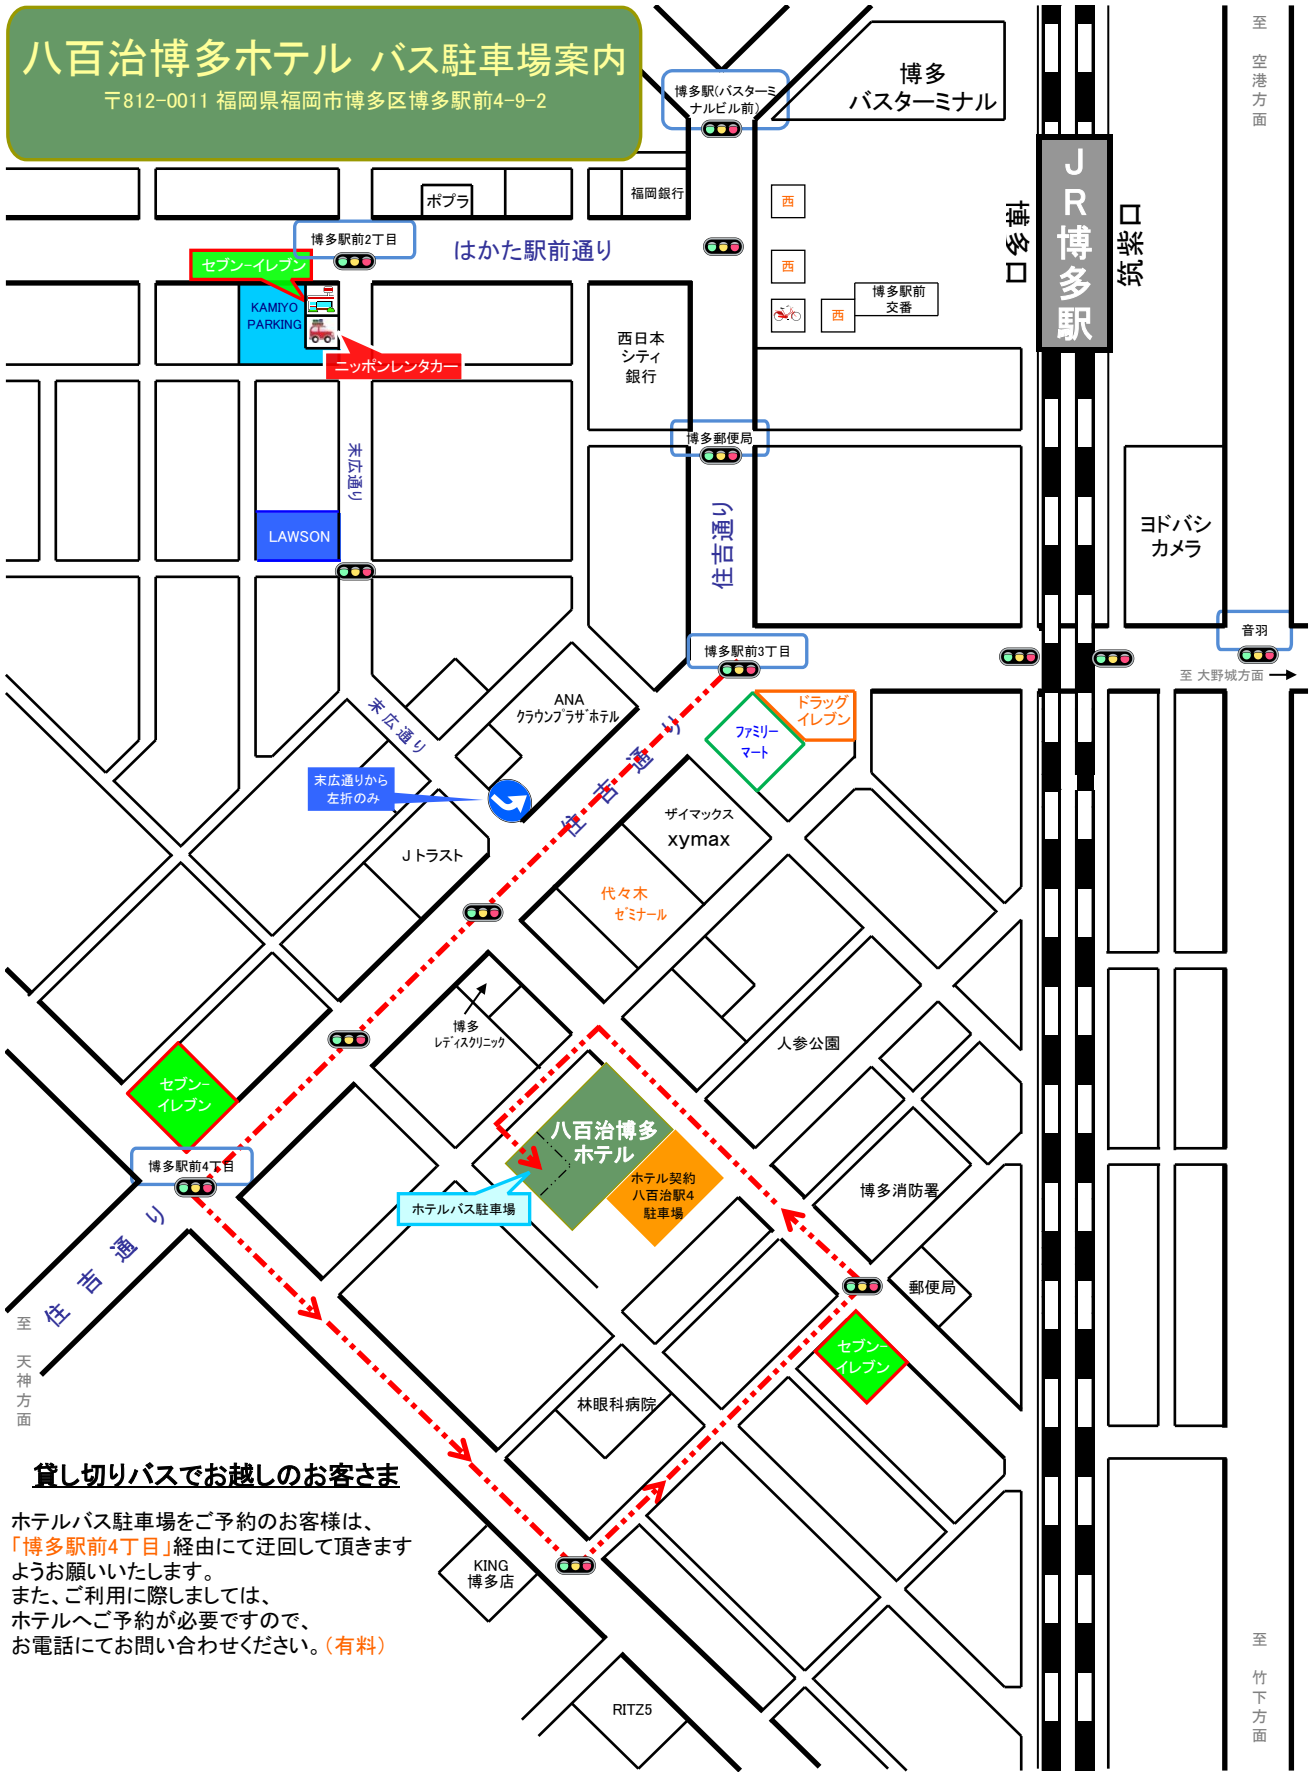 八百治博多ホテル バス駐車場案内
〒812-0011 福岡県福岡市博多区博多駅前4-9-2
博多駅(バスターミ
ナルビル前)
博多
バスターミナル
至 空港方面
JR博多駅
博多口
筑紫口
福岡銀行
ポプラ
西
博多駅前2丁目
はかた駅前通り
セブン-イレブン
西
KAMIYO
PARKING
博多駅前
交番
西
西日本
シティ
銀行
ニッポンレンタカー
博多郵便局
末広通り
LAWSON
住吉通り
ヨドバシ
カメラ
音羽
博多駅前3丁目
至 大野城方面
ANA
クラウンプラザホテル
末広通り
ドラッグ
イレブン
ファミリー
マート
住吉通り
末広通りから
左折のみ
ザイマックス
xymax
Jトラスト
代々木
ゼミナール
博多
レディスクリニック
人参公園
セブン-
イレブン
八百治博多
ホテル
博多駅前4丁目
ホテル契約
八百治駅4
駐車場
博多消防署
ホテルバス駐車場
住吉通り
郵便局
至 天神方面
セブン-
イレブン
林眼科病院
貸し切りバスでお越しのお客さま
ホテルバス駐車場をご予約のお客様は、
「博多駅前4丁目」経由にて迂回して頂きます
ようお願いいたします。
また、ご利用に際しましては、
ホテルへご予約が必要ですので、
お電話にてお問い合わせください。（有料）
KING
博多店
至 竹下方面
RITZ5